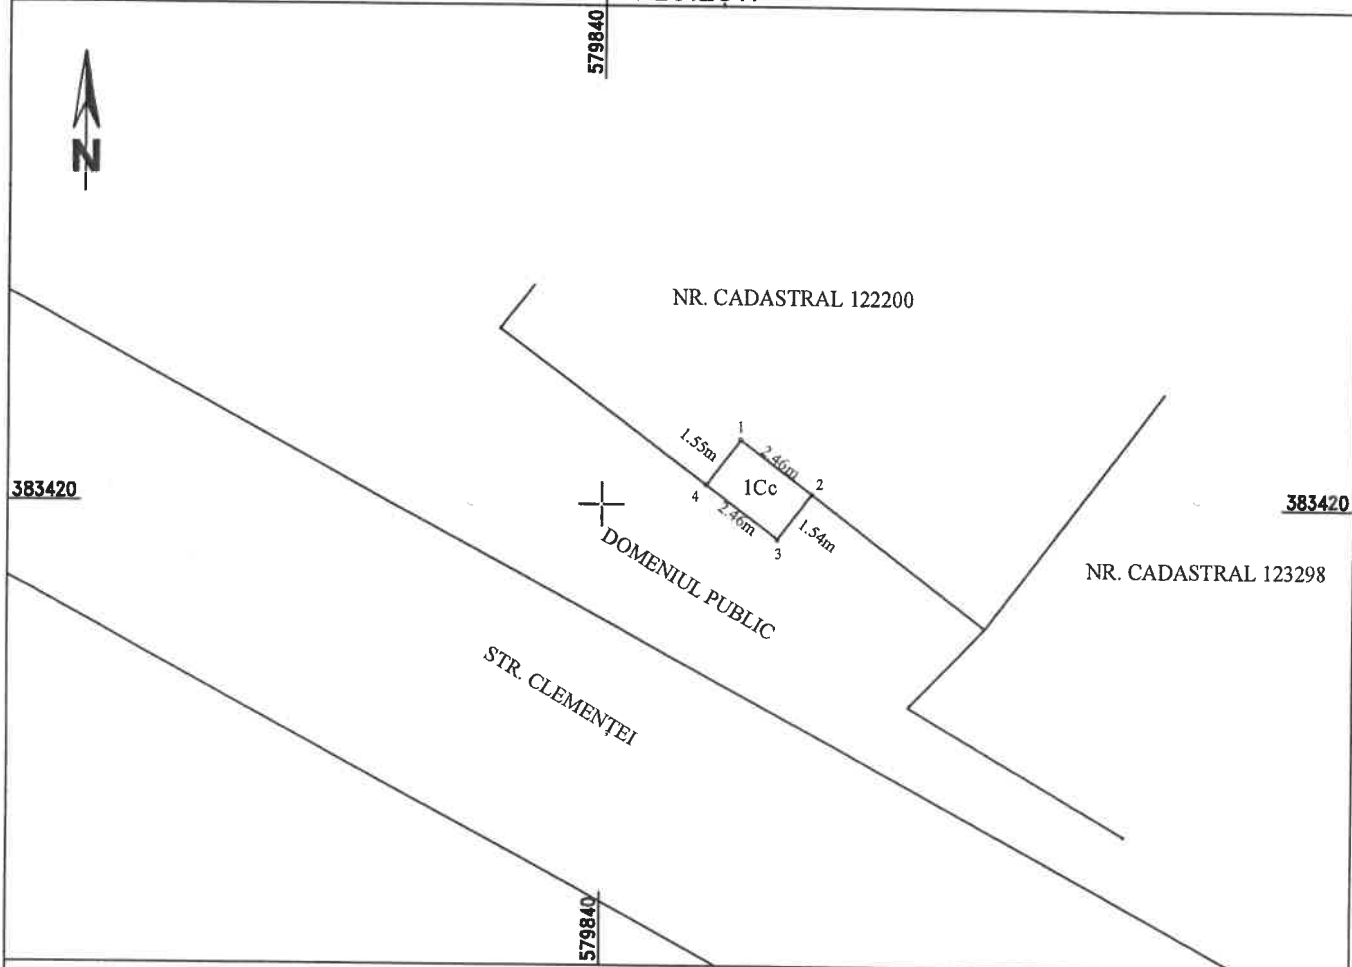 579840
N
NR. CADASTRAL 122200
1
1.55m
2.46m
2
383420
4
1Cc
383420
2.46m
1.54m
3
DOMENIUL PUBLIC
NR. CADASTRAL 123298
STR. CLEMENȚEI
579840